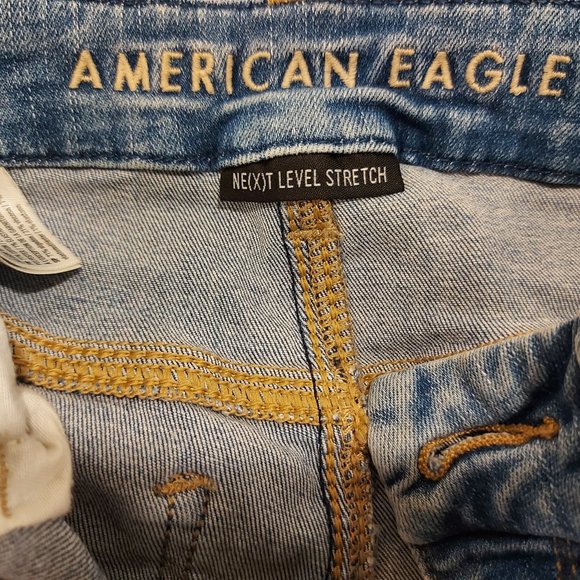 AMERICAN EAGLE
NE(X)T LEVEL STRETCH